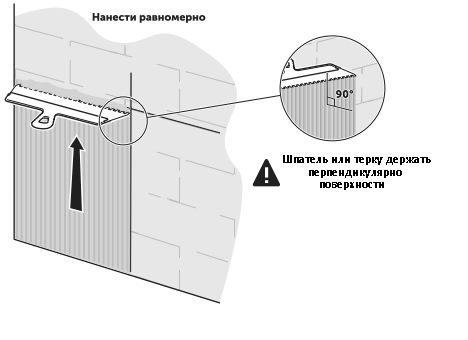 Нанести равномерно
90°
Шпатель или терку держать
перпендикулярно
поверхности